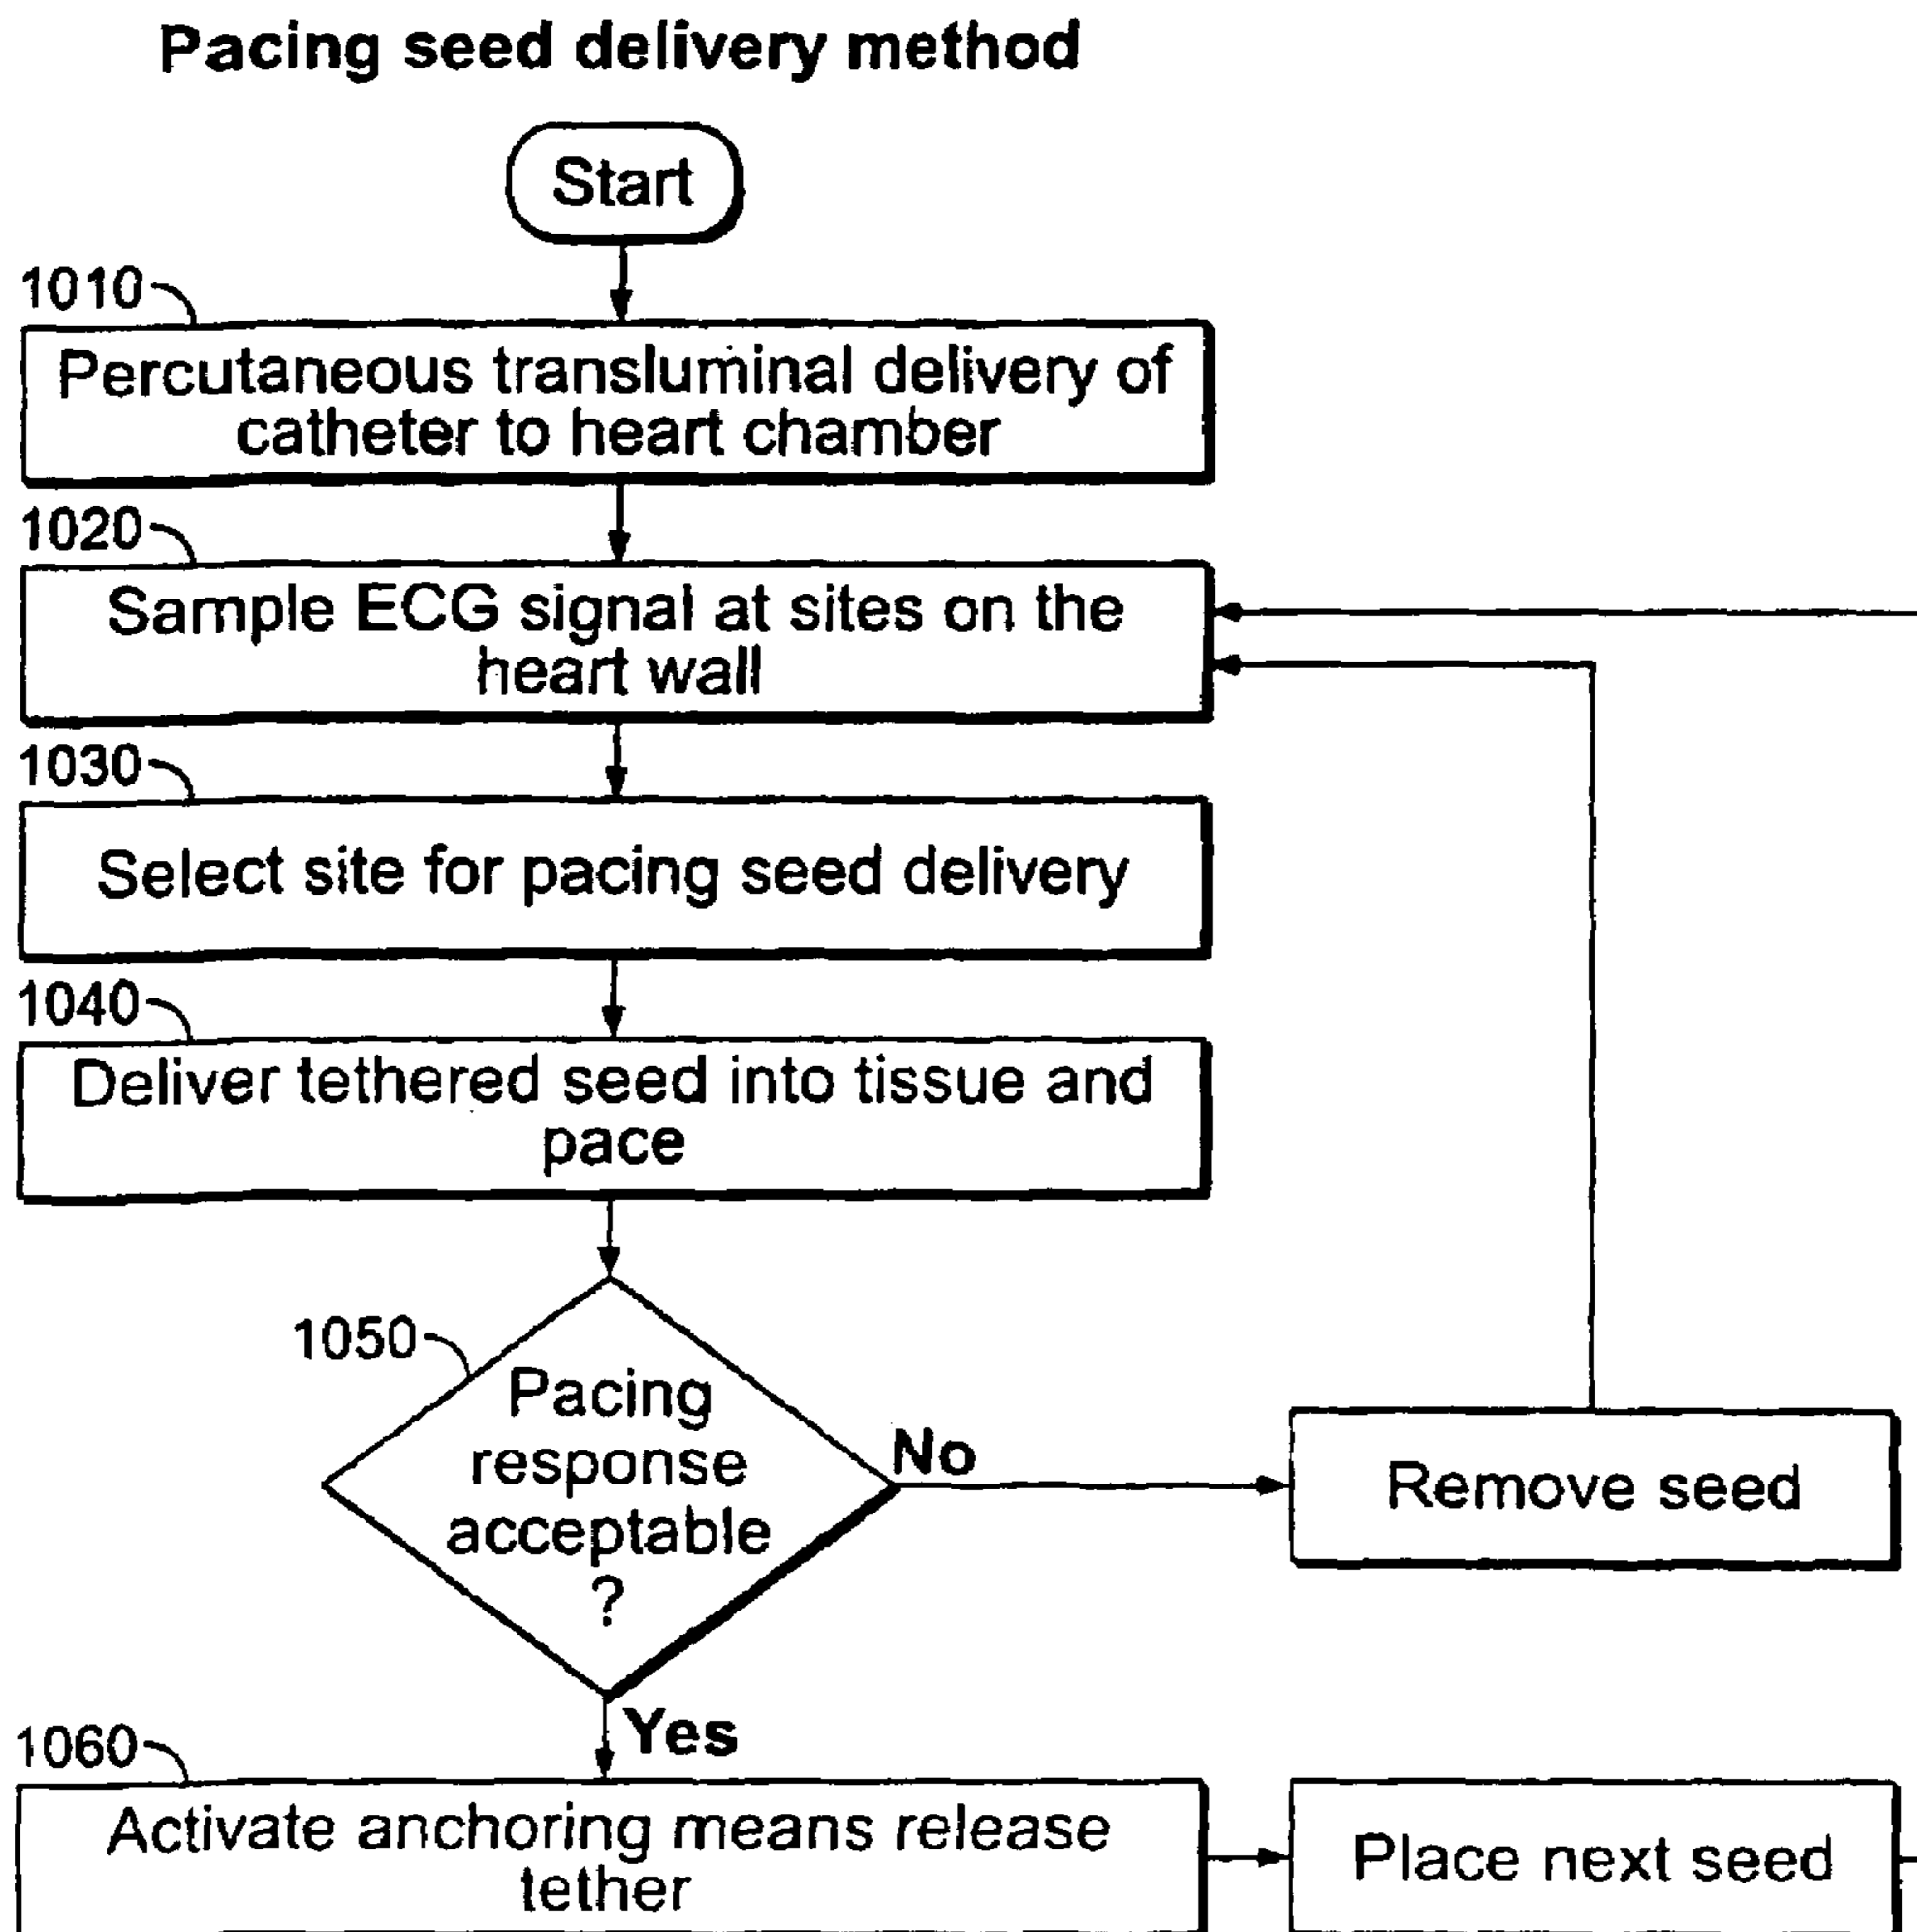 Pacing seed delivery method
Start
1010
Percutaneous transluminal delivery of
catheter to heart chamber
1020
Sample ECG signal at sites on the
heart wall
1030
Select site for pacing seed delivery
1040
Deliver tethered seed into tissue and
pace
1050
Pacing
response
acceptable
?
No
Remove seed
Yes
1060
Activate anchoring means release
tether
Place next seed